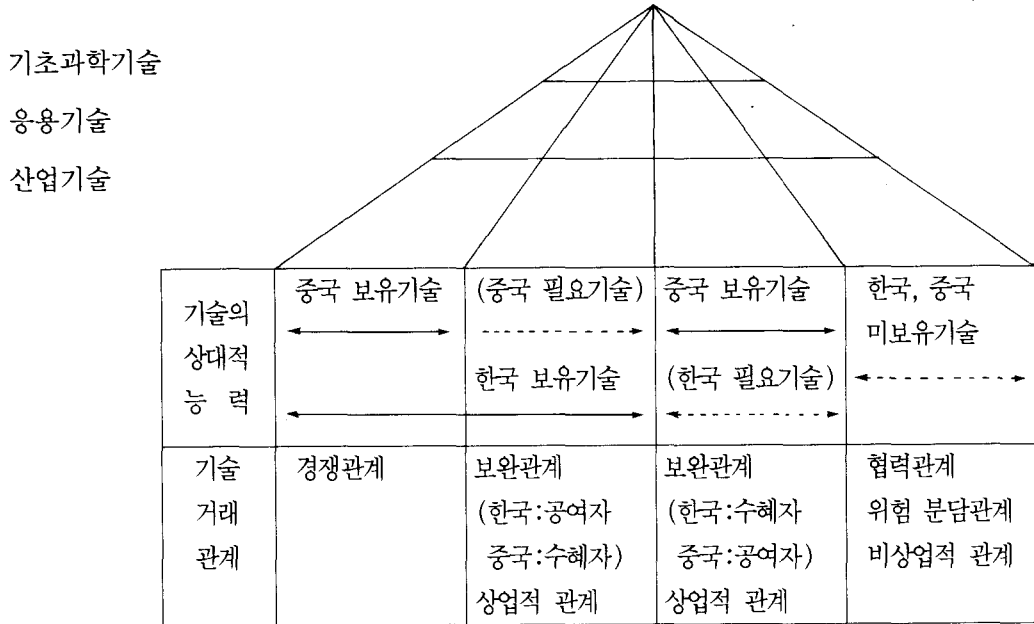 기초과학기술
응용기술
산업기술
기술의
상대적
능 력
중국 보유기술
(중국 필요기술)
한국 보유기술
중국 보유기술
(한국 필요기술)
한국, 중국
미보유기술
기술
거래
관계
경쟁관계
보완관계
(한국:공여자
중국:수혜자)
상업적 관계
보완관계
(한국:수혜자
중국:공여자)
상업적 관계
협력관계
위험 분담관계
비상업적 관계